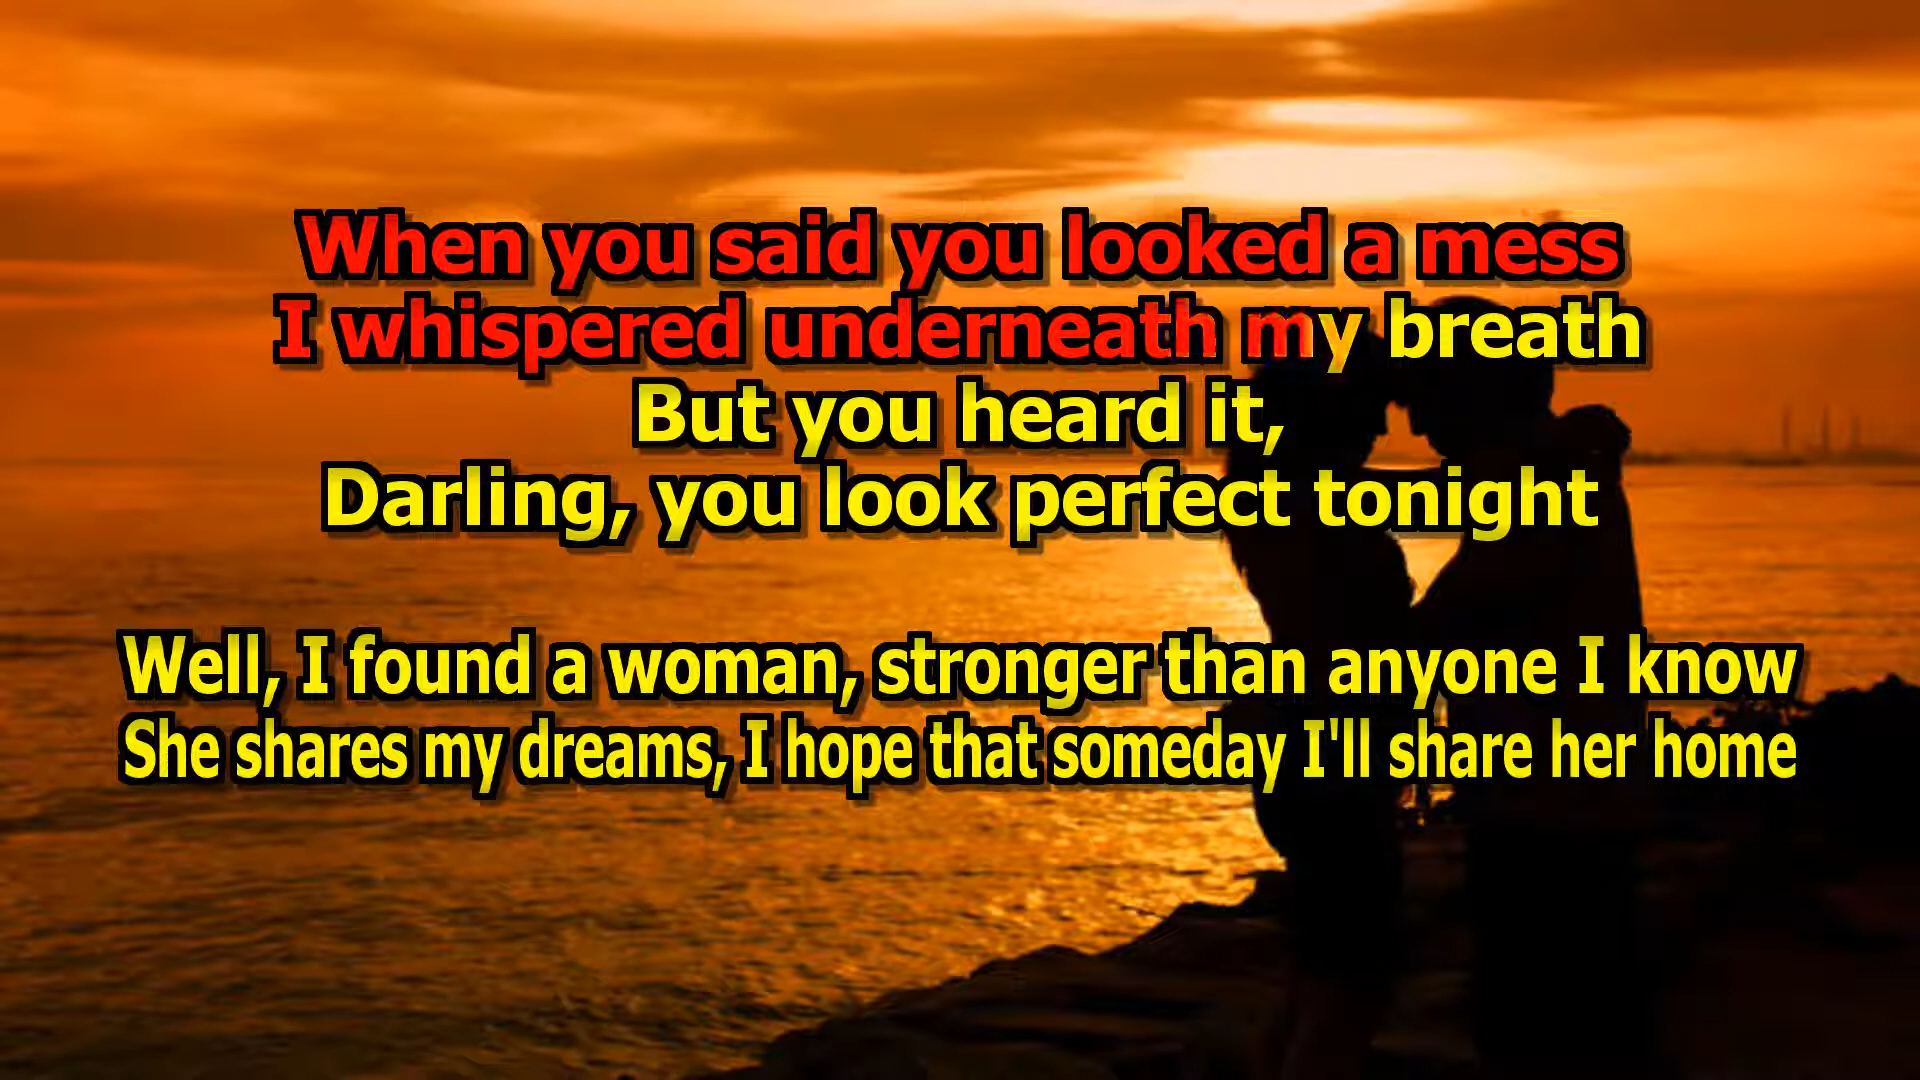 When you said you looked a mess
I whispered underneath my breath
But you heard it,
Darling, you look perfect tonight
Well, I found a woman, stronger than anyone I know
She shares my dreams, I hope that someday I'll share her home